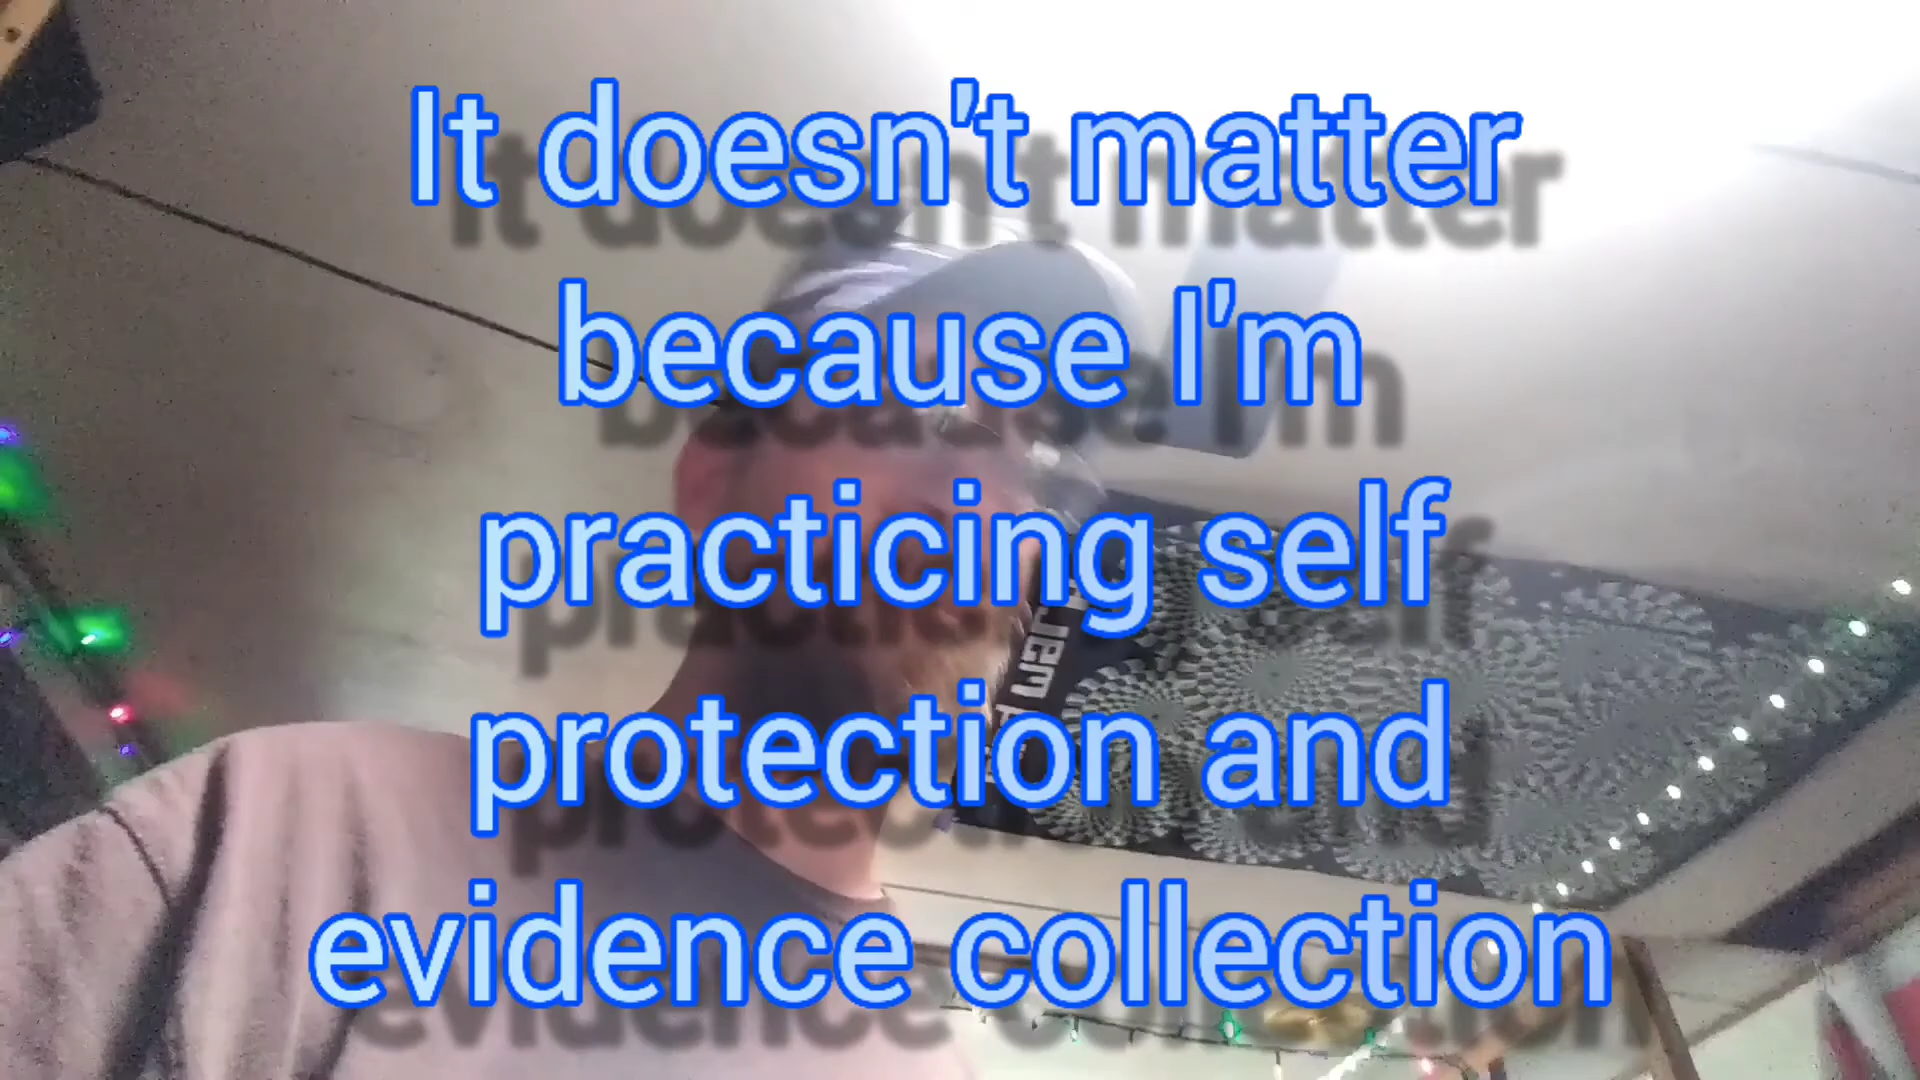 It doesn't matter
because I'm
practicing self
protection and
evidence collection